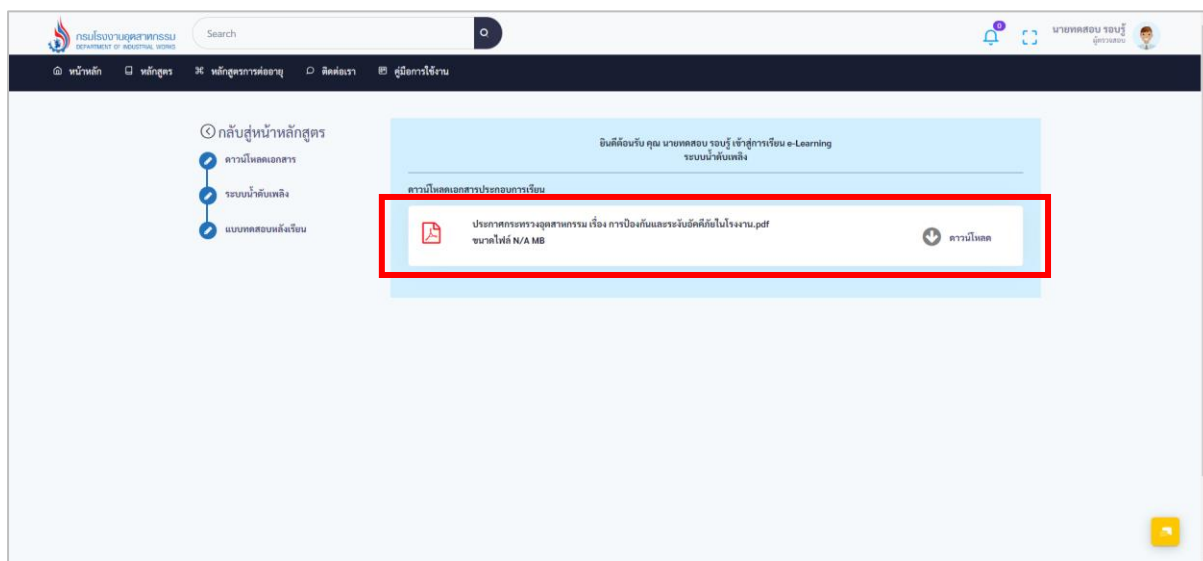 กรมโรงงานอุตสาหกรรม
DEPARTMENT OF INDUSTRIAL WORKS
Search
0
นายทดสอบ รอบรู้
ผู้ตรวจสอบ
หน้าหลัก
หลักสูตร
หลักสูตรการต่ออายุ
ติดต่อเรา
คู่มือการใช้งาน
กลับสู่หน้าหลักสูตร
ดาวน์โหลดเอกสาร
ระบบน้ำดับเพลิง
แบบทดสอบหลังเรียน
ยินดีต้อนรับ คุณ นายทดสอบ รอบรู้ เข้าสู่การเรียน e-Learning
ระบบน้ำดับเพลิง
ดาวน์โหลดเอกสารประกอบการเรียน
ประกาศกระทรวงอุตสาหกรรม เรื่อง การป้องกันและระงับอัคคีภัยในโรงงาน.pdf
ขนาดไฟล์ N/A MB
ดาวน์โหลด